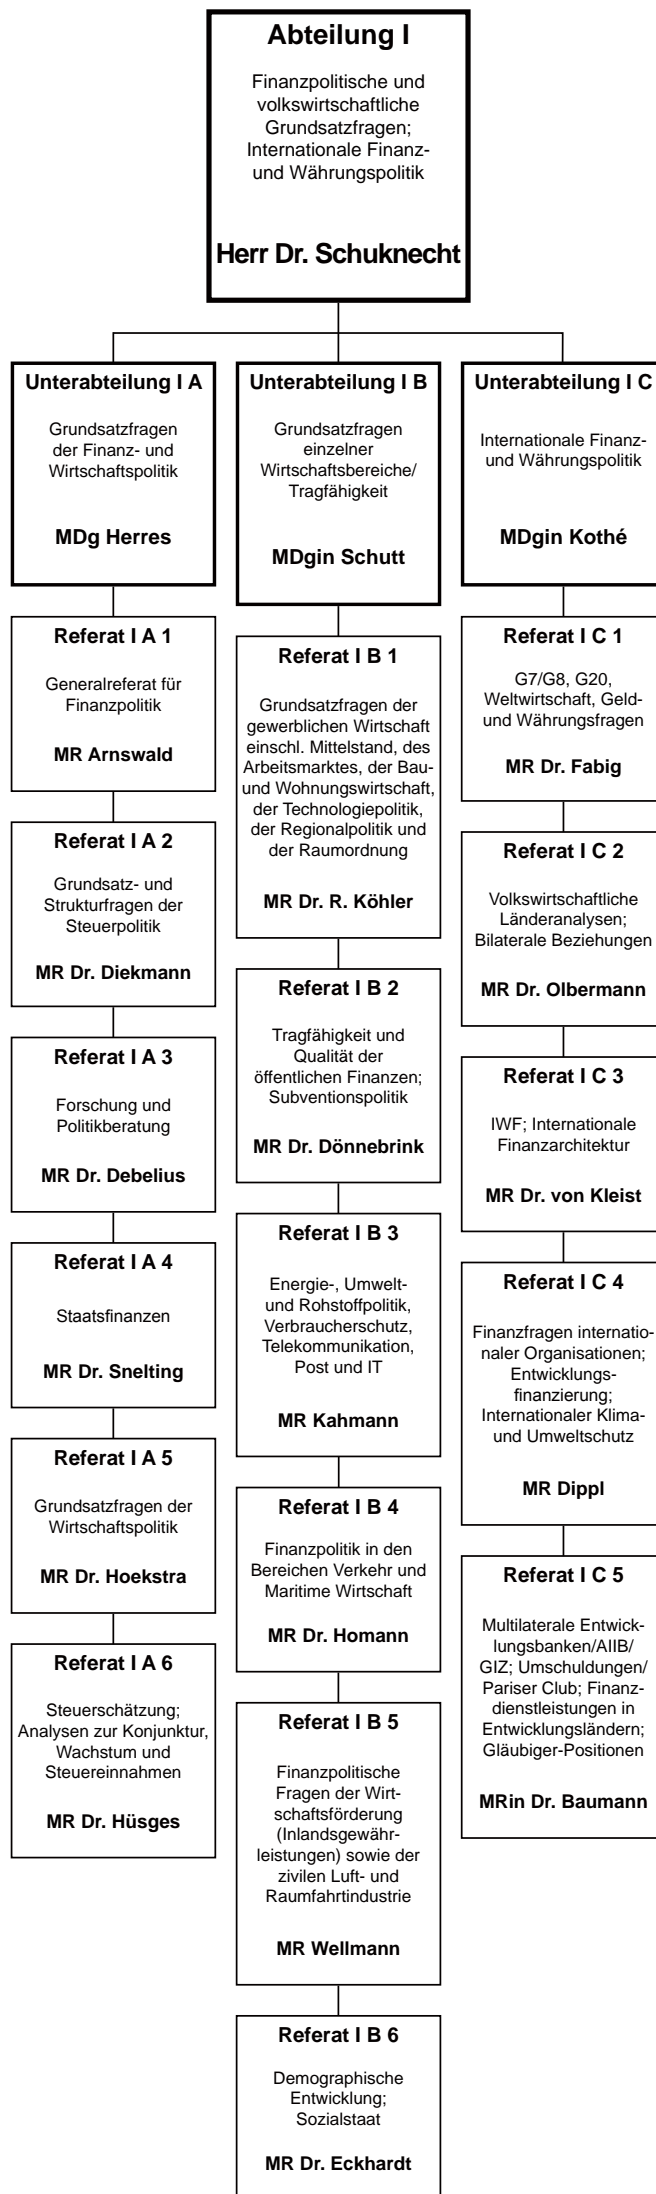 Abteilung I
Finanzpolitische und
volkswirtschaftliche
Grundsatzfragen;
Internationale Finanz-
und Währungspolitik
Herr Dr. Schuknecht
Unterabteilung I A
Grundsatzfragen
der Finanz- und
Wirtschaftspolitik
MDg Herres
Referat I A 1
Generalreferat für
Finanzpolitik
MR Arnswald
Referat I A 2
Grundsatz- und
Strukturfragen der
Steuerpolitik
MR Dr. Diekmann
Referat I A 3
Forschung und
Politikberatung
MR Dr. Debelius
Referat I A 4
Staatsfinanzen
MR Dr. Snelting
Referat I A 5
Grundsatzfragen der
Wirtschaftspolitik
MR Dr. Hoekstra
Referat I A 6
Steuerschätzung;
Analysen zur Konjunktur,
Wachstum und
Steuereinnahmen
MR Dr. Hüsges
Unterabteilung I B
Grundsatzfragen
einzelner
Wirtschaftsbereiche/
Tragfähigkeit
MDgin Schutt
Referat I B 1
Grundsatzfragen der
gewerblichen Wirtschaft
einschl. Mittelstand, des
Arbeitsmarktes, der Bau-
und Wohnungswirtschaft,
der Technologiepolitik,
der Regionalpolitik und
der Raumordnung
MR Dr. R. Köhler
Referat I B 2
Tragfähigkeit und
Qualität der
öffentlichen Finanzen;
Subventionspolitik
MR Dr. Dönnebrink
Referat I B 3
Energie-, Umwelt-
und Rohstoffpolitik,
Verbraucherschutz,
Telekommunikation,
Post und IT
MR Kahmann
Referat I B 4
Finanzpolitik in den
Bereichen Verkehr und
Maritime Wirtschaft
MR Dr. Homann
Referat I B 5
Finanzpolitische
Fragen der Wirt-
schaftsförderung
(Inlandsgewähr-
leistungen) sowie der
zivilen Luft- und
Raumfahrtindustrie
MR Wellmann
Referat I B 6
Demographische
Entwicklung;
Sozialstaat
MR Dr. Eckhardt
Unterabteilung I C
Internationale Finanz-
und Währungspolitik
MDgin Kothé
Referat I C 1
G7/G8, G20,
Weltwirtschaft, Geld-
und Währungsfragen
MR Dr. Fabig
Referat I C 2
Volkswirtschaftliche
Länderanalysen;
Bilaterale Beziehungen
MR Dr. Olbermann
Referat I C 3
IWF; Internationale
Finanzarchitektur
MR Dr. von Kleist
Referat I C 4
Finanzfragen internatio-
naler Organisationen;
Entwicklungs-
finanzierung;
Internationaler Klima-
und Umweltschutz
MR Dippl
Referat I C 5
Multilaterale Entwick-
lungsbanken/AIIB/
GIZ; Umschuldungen/
Pariser Club; Finanz-
dienstleistungen in
Entwicklungsländern;
Gläubiger-Positionen
MRin Dr. Baumann